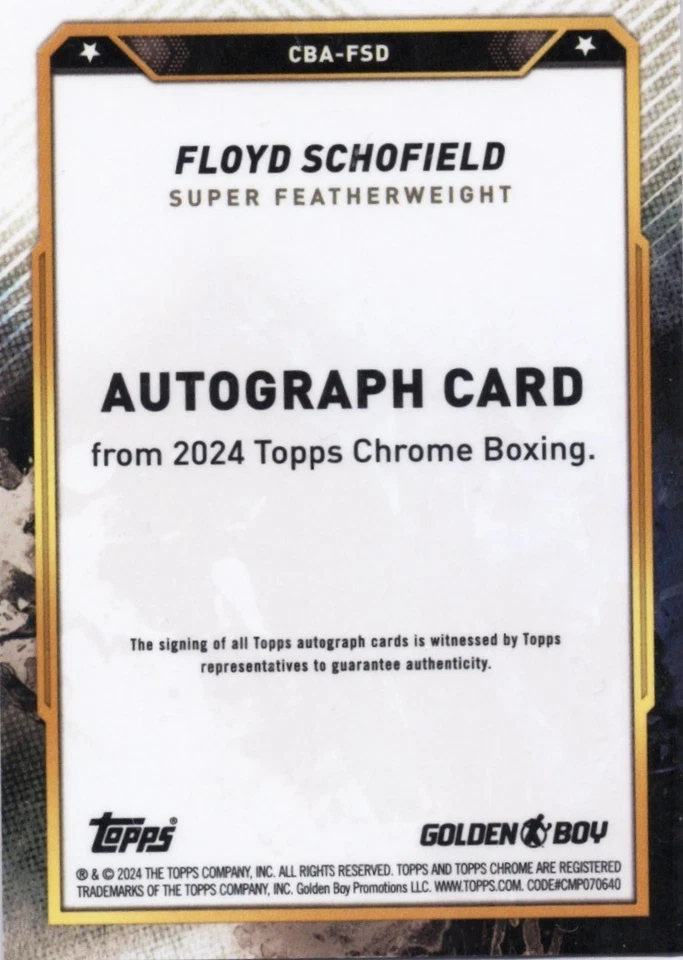 CBA-FSD
FLOYD SCHOFIELD
SUPER FEATHERWEIGHT
AUTOGRAPH CARD
from 2024 Topps Chrome Boxing.
The signing of all Topps autograph cards is witnessed by Topps
representatives to guarantee authenticity.
Topps® GOLDEN BOY
® & © 2024 THE TOPPS COMPANY, INC. ALL RIGHTS RESERVED. TOPPS AND TOPPS CHROME ARE REGISTERED
TRADEMARKS OF THE TOPPS COMPANY, INC. Golden Boy Promotions LLC. WWW.TOPPS.COM. CODE#CMP070640